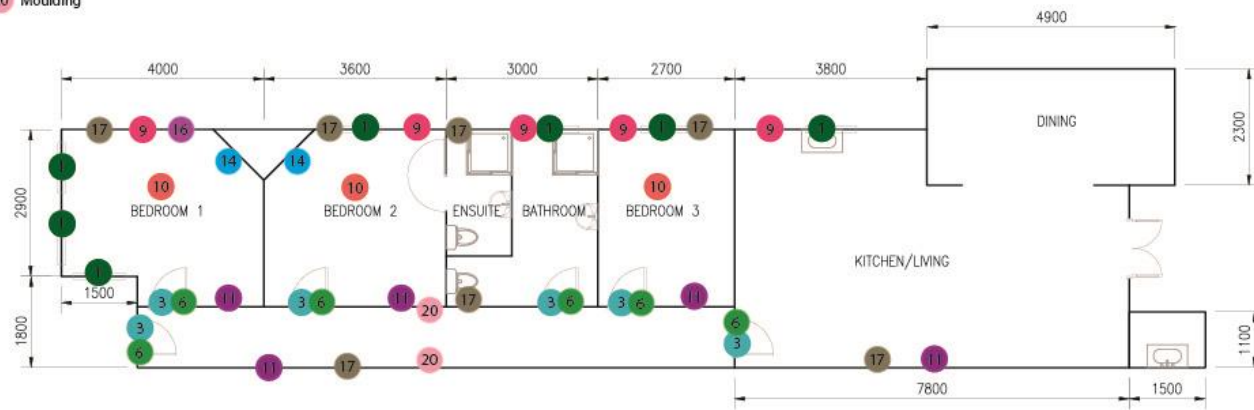 Moulding
4900
4000 3600 3000 2700 3800
17 9 16 17 1 9 17 9 1 9 1 17 9 1
DINING
2300
1 14 14
10 10 10
2900
BEDROOM 1 BEDROOM 2 ENSUITE BATHROOM BEDROOM 3
1
KITCHEN/LIVING
1
1500
3 6 11 3 6 11 20 17 3 6 3 6 11
1800
3 6
6 3
1100
11 17 20 17 11
7800 1500